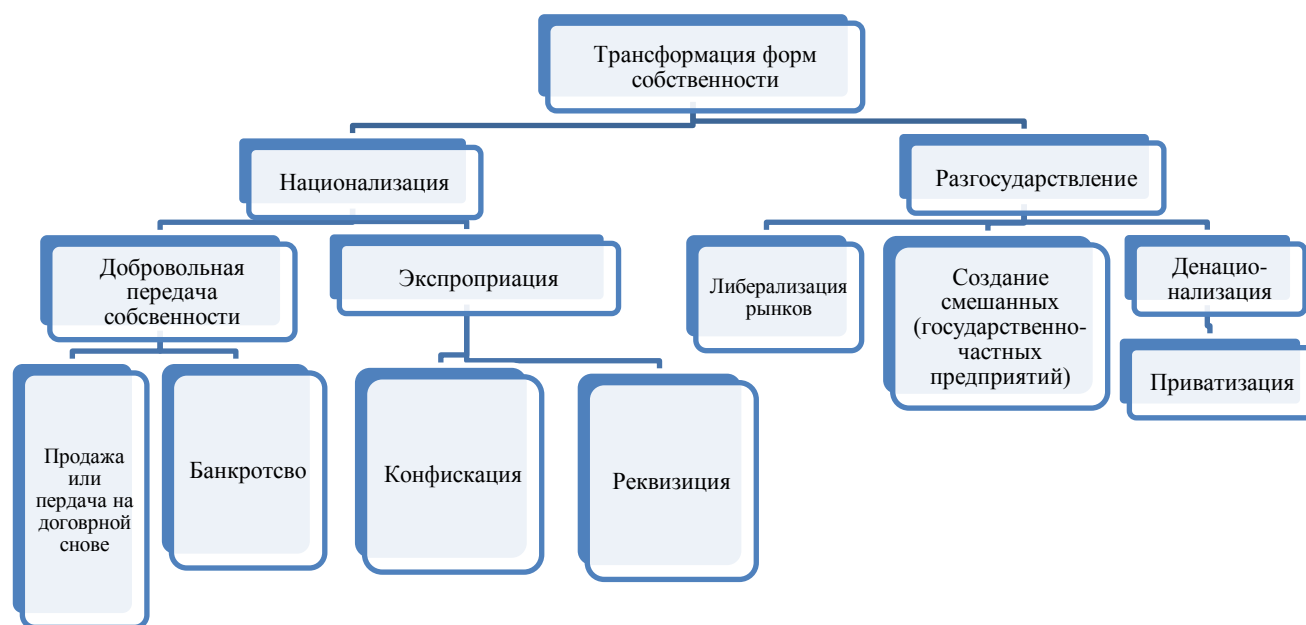 Трансформация форм
собственности
Национализация
Разгосударствление
Добровольная
передача
собсвенности
Экспроприация
Либерализация
рынков
Создание
смешанных
(государственно-
частных
предприятий)
Денацио-
нализация
Приватизация
Продажа
или
пердача на
договрной
снове
Банкротсво
Конфискация
Реквизиция